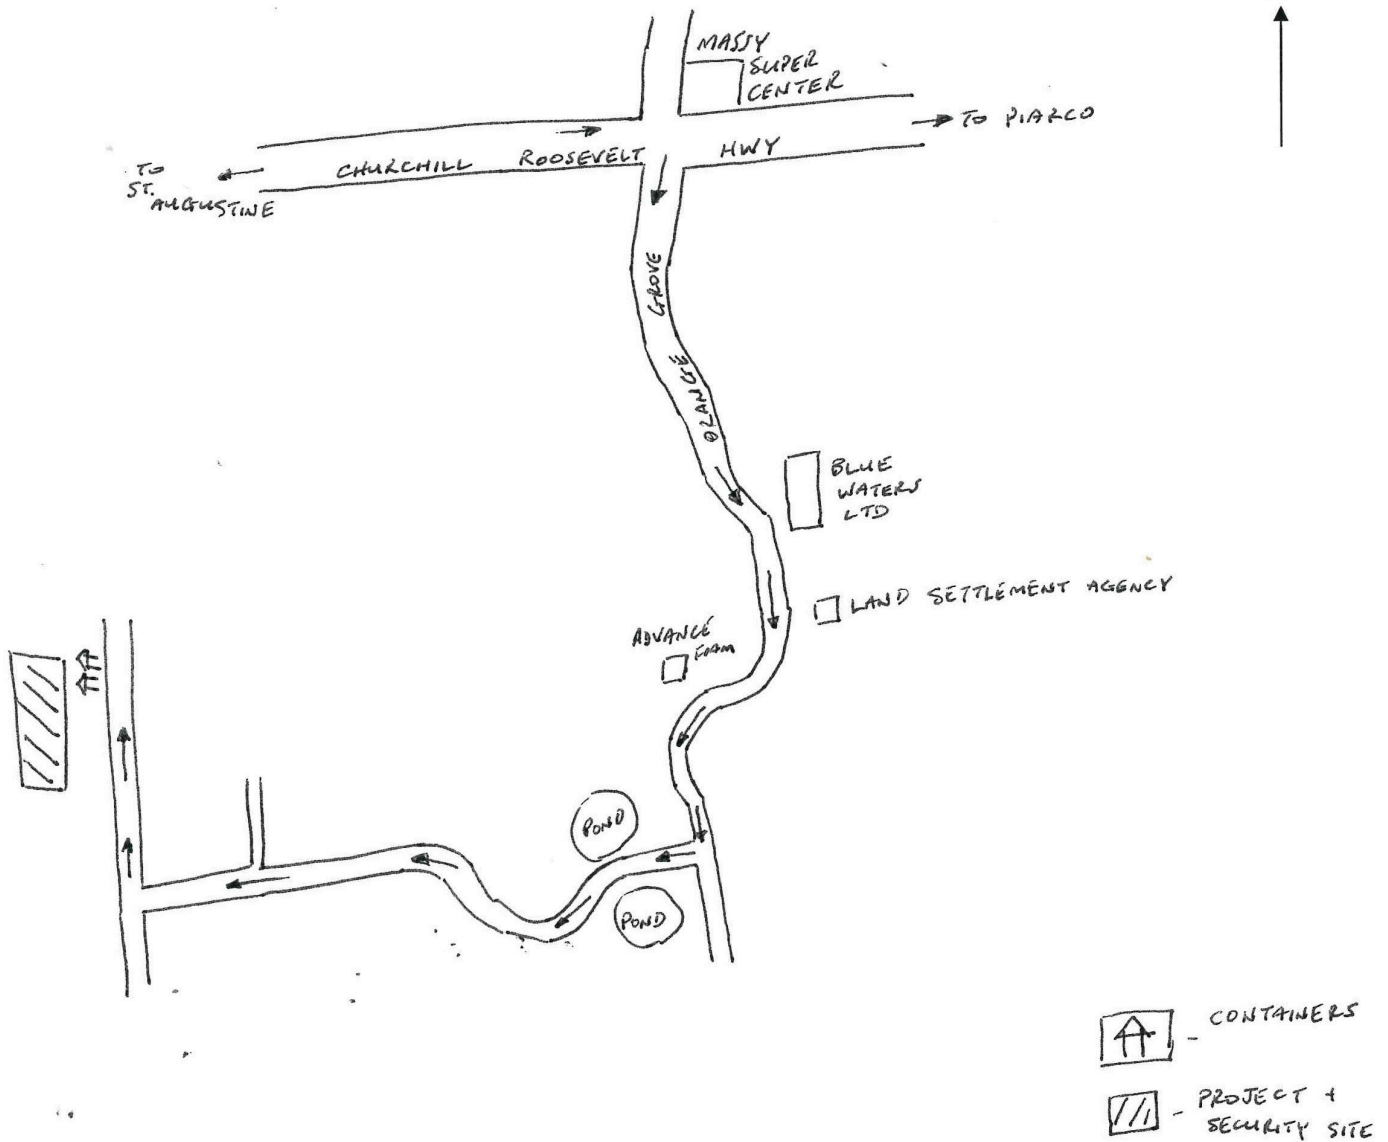 MASSY
SUPER
CENTER
TO PIARCO
CHURCHILL ROOSEVELT HWY
TO
ST.
AUGUSTINE
GROVE
ORANGE
BLUE
WATERS
LTD
LAND SETTLEMENT AGENCY
ADVANCE
FOAM
POND
POND
- CONTAINERS
- PROJECT +
SECURITY SITE